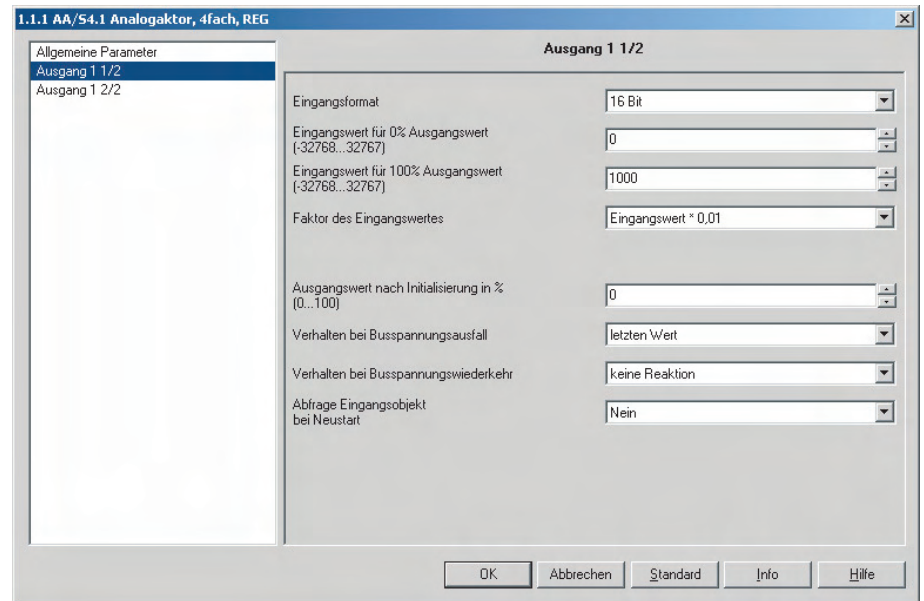 1.1.1 AA/S4.1 Analogaktor, 4fach, REG
Allgemeine Parameter
Ausgang 1 1/2
Ausgang 1 2/2
Ausgang 1 1/2
Eingangsformat
16 Bit
Eingangswert für 0% Ausgangswert
(-32768...32767)
0
Eingangswert für 100% Ausgangswert
(-32768...32767)
1000
Faktor des Eingangswertes
Eingangswert * 0,01
Ausgangswert nach Initialisierung in %
(0...100)
0
Verhalten bei Busspannungsausfall
letzten Wert
Verhalten bei Busspannungswiederkehr
keine Reaktion
Abfrage Eingangsobjekt
bei Neustart
Nein
OK
Abbrechen
Standard
Info
Hilfe